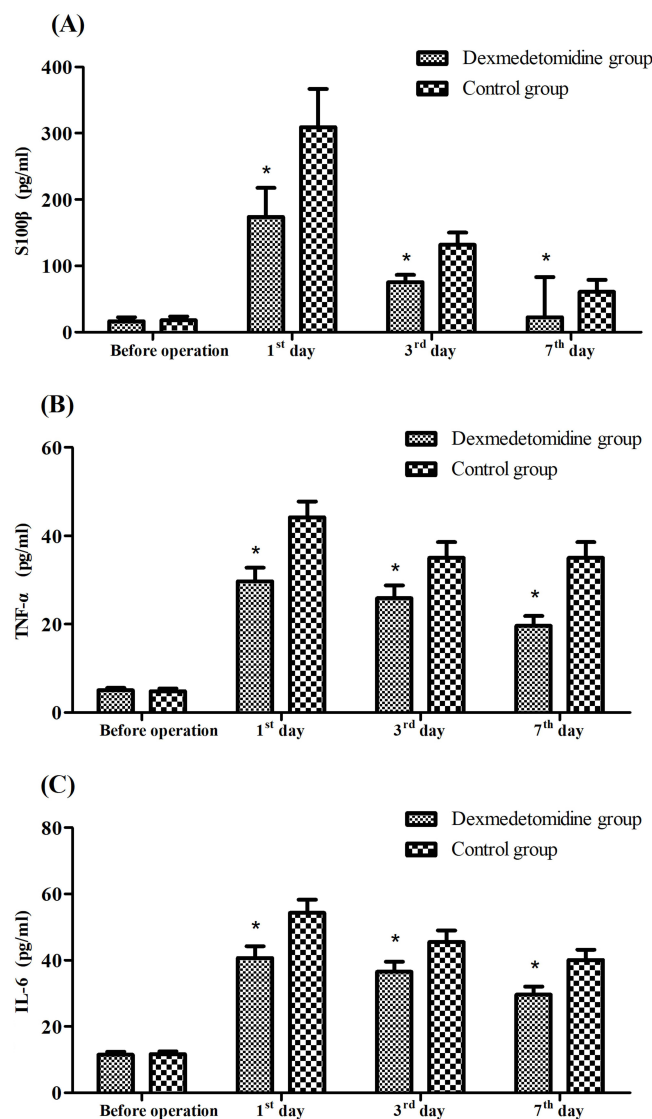 (A)
Dexmedetomidine group
Control group
400
300
200
100
0
S100β (pg/ml)
*
*
*
Before operation 1st day 3rd day 7th day
(B)
Dexmedetomidine group
Control group
60
40
20
0
TNF-α (pg/ml)
*
*
*
Before operation 1st day 3rd day 7th day
(C)
Dexmedetomidine group
Control group
80
60
40
20
0
IL-6 (pg/ml)
*
*
*
Before operation 1st day 3rd day 7th day